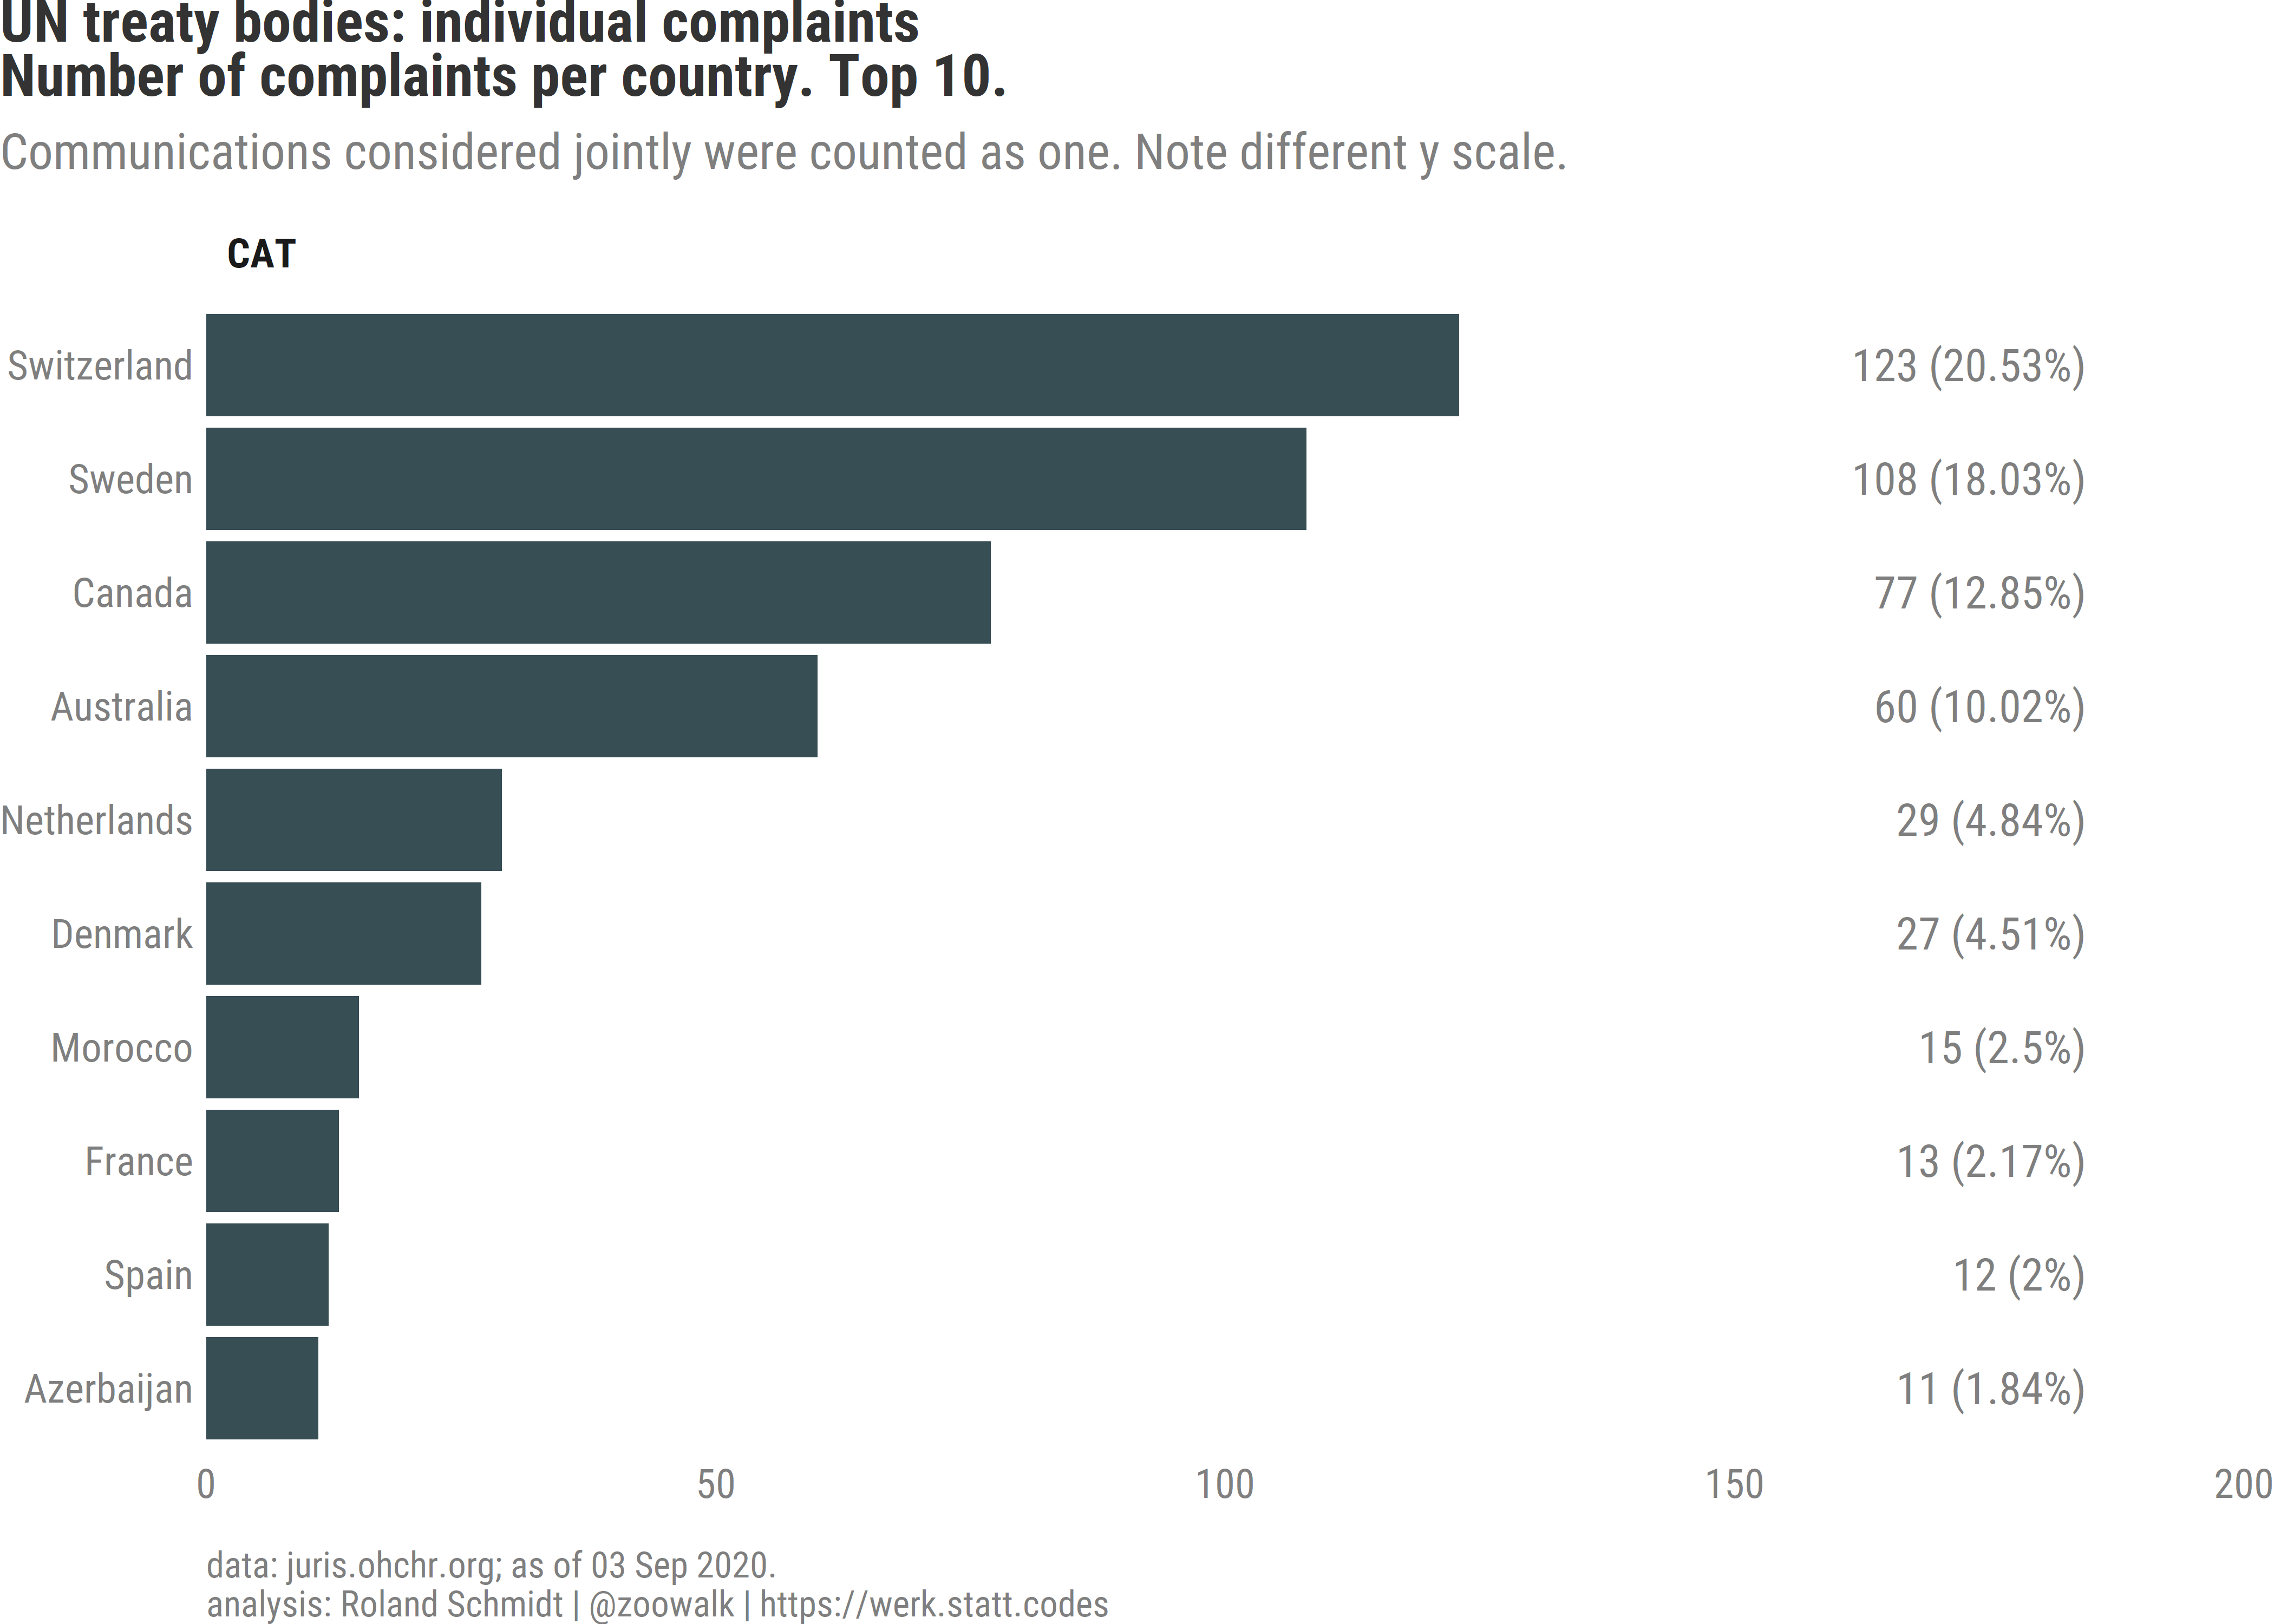 UN treaty bodies: individual complaints
Number of complaints per country. Top 10.
Communications considered jointly were counted as one. Note different y scale.
CAT
Switzerland 123 (20.53%)
Sweden 108 (18.03%)
Canada 77 (12.85%)
Australia 60 (10.02%)
Netherlands 29 (4.84%)
Denmark 27 (4.51%)
Morocco 15 (2.5%)
France 13 (2.17%)
Spain 12 (2%)
Azerbaijan 11 (1.84%)
0 50 100 150 200
data: juris.ohchr.org; as of 03 Sep 2020.
analysis: Roland Schmidt | @zoowalk | https://werk.statt.codes